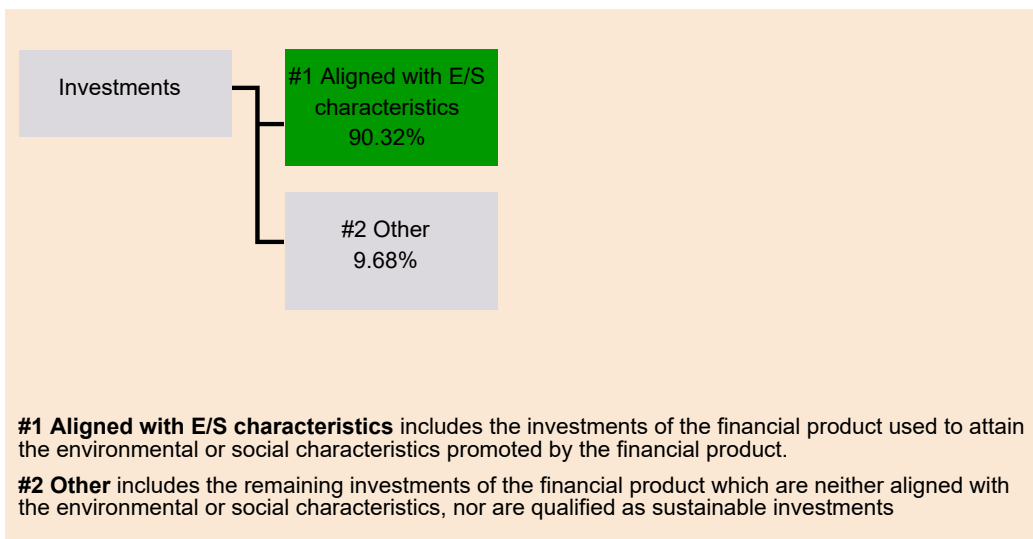 Investments
#1 Aligned with E/S
characteristics
90.32%
#2 Other
9.68%
#1 Aligned with E/S characteristics includes the investments of the financial product used to attain
the environmental or social characteristics promoted by the financial product.
#2 Other includes the remaining investments of the financial product which are neither aligned with
the environmental or social characteristics, nor are qualified as sustainable investments